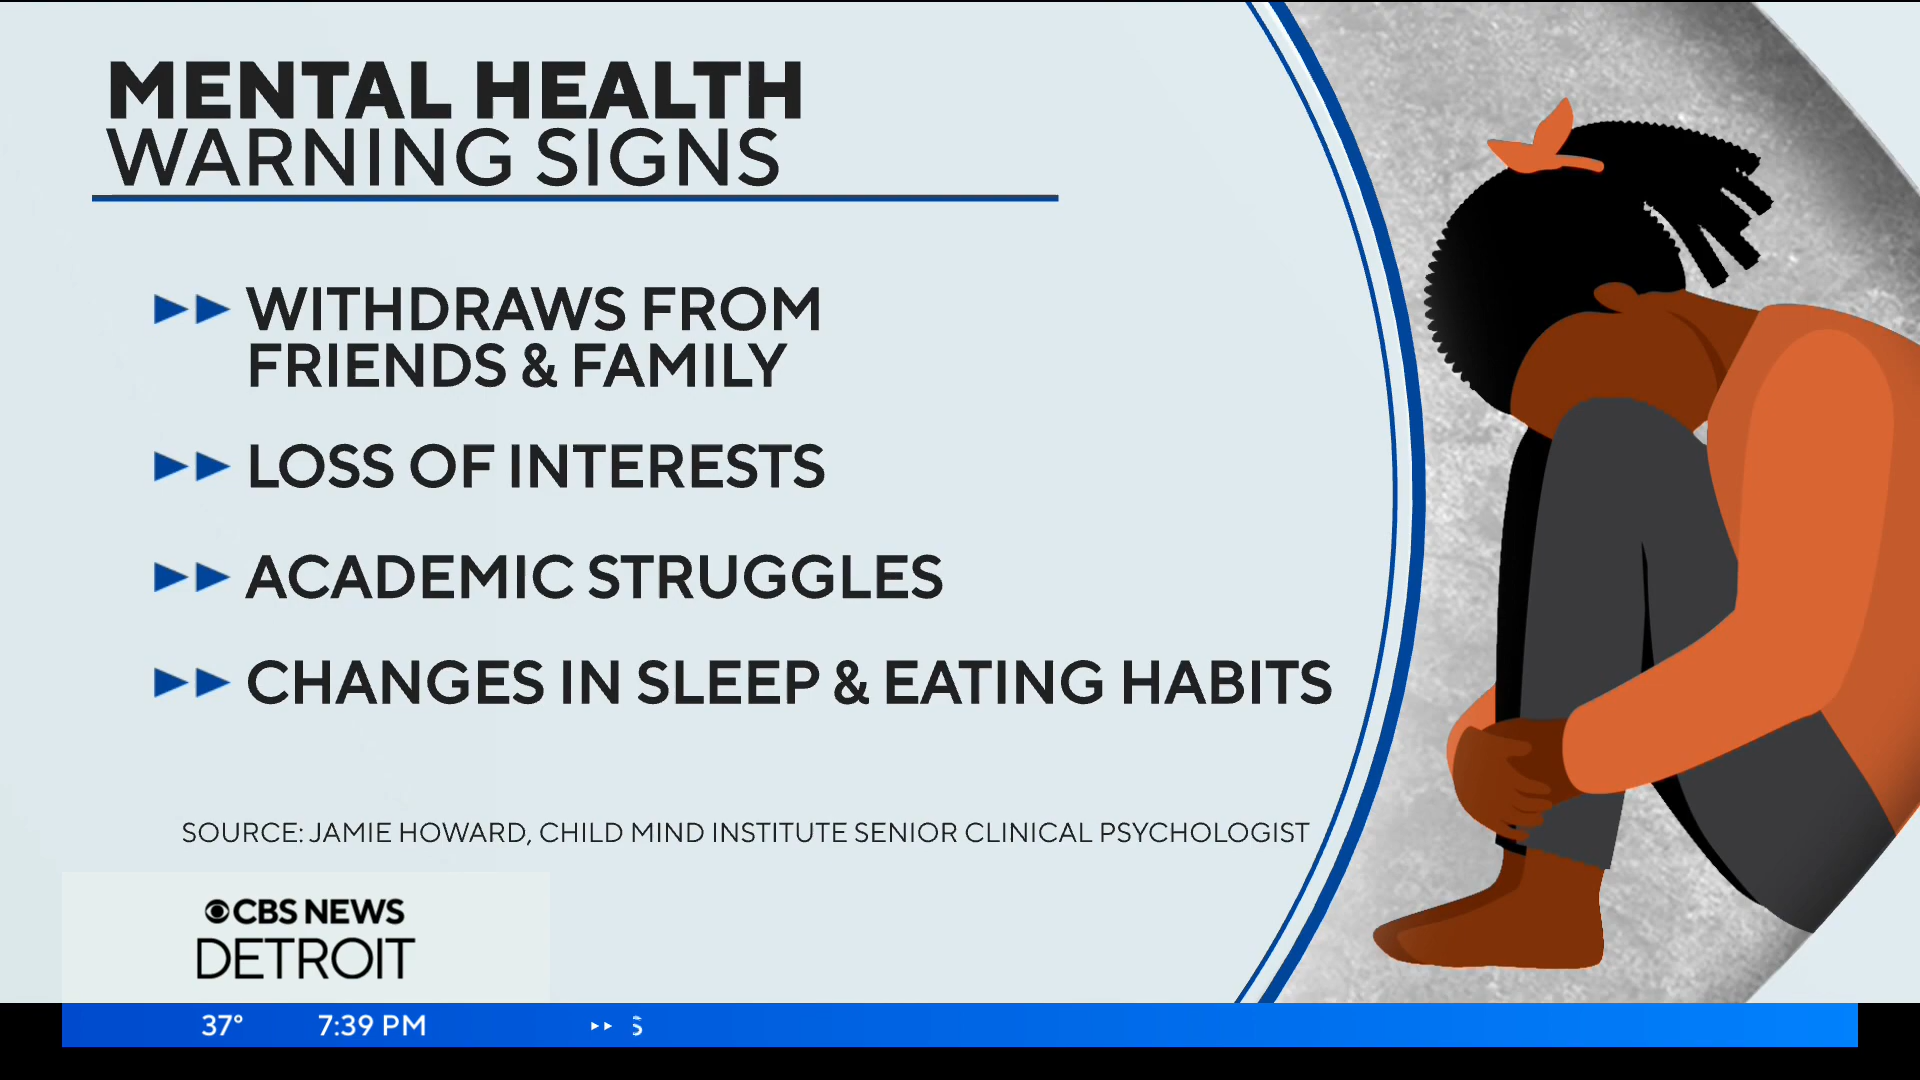 MENTAL HEALTH
WARNING SIGNS
WITHDRAWS FROM
FRIENDS & FAMILY
LOSS OF INTERESTS
ACADEMIC STRUGGLES
CHANGES IN SLEEP & EATING HABITS
SOURCE: JAMIE HOWARD, CHILD MIND INSTITUTE SENIOR CLINICAL PSYCHOLOGIST
CBS NEWS
DETROIT
37° 7:39 PM